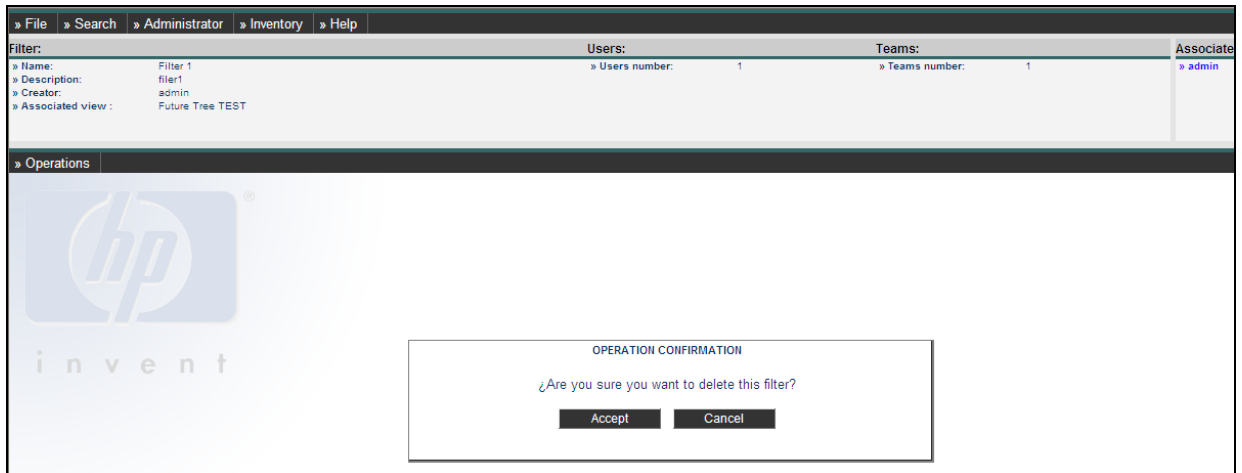 » File » Search » Administrator » Inventory » Help
Filter: Users: Teams: Associate
» Name: Filter 1 » Users number: 1 » Teams number: 1 » admin
» Description: filer1
» Creator: admin
» Associated view : Future Tree TEST
» Operations
hp ®
invent
OPERATION CONFIRMATION
¿Are you sure you want to delete this filter?
Accept Cancel